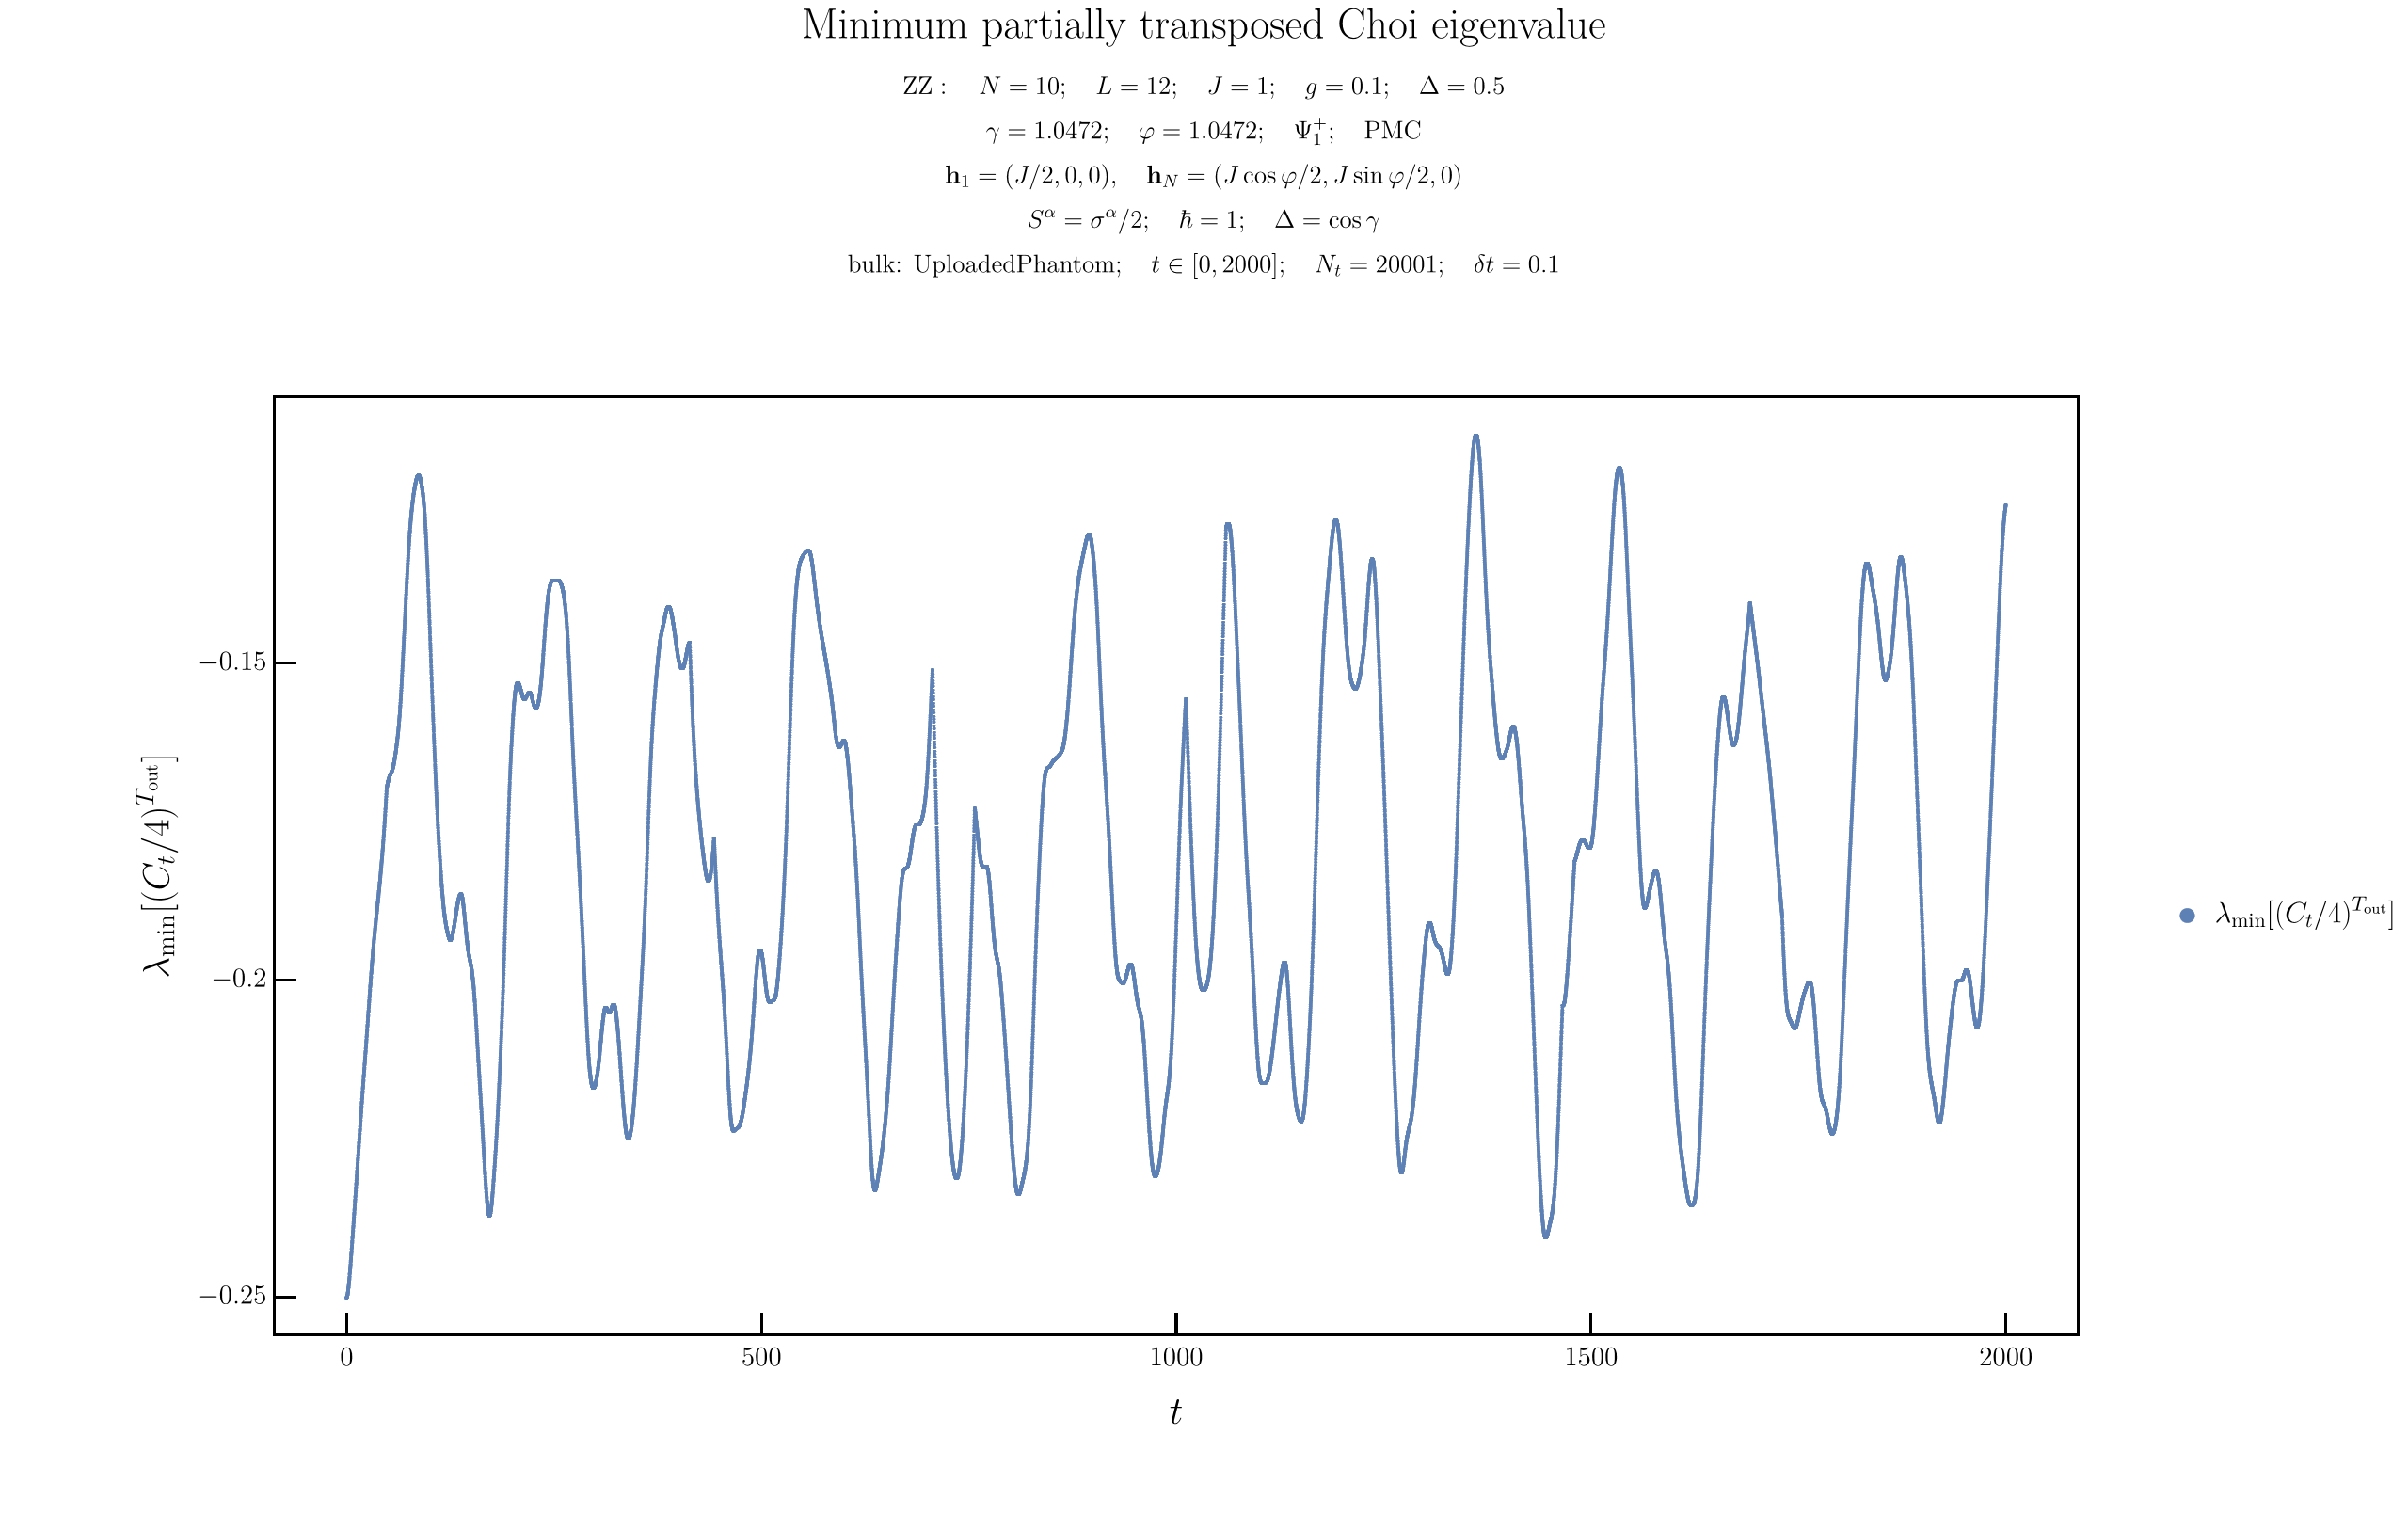 Minimum partially transposed Choi eigenvalue
ZZ : N = 10; L = 12; J = 1; g = 0.1; Δ = 0.5
γ = 1.0472; φ = 1.0472; Ψ₁⁺; PMC
𝐡₁ = (J/2, 0, 0), 𝐡_N = (J cos φ/2, J sin φ/2, 0)
S^α = σ^α/2; ℏ = 1; Δ = cos γ
bulk: UploadedPhantom; t ∈ [0, 2000]; N_t = 20001; δt = 0.1
λ_min[(C_t/4)^{T_out}]
−0.15
−0.2
−0.25
0 500 1000 1500 2000
t
λ_min[(C_t/4)^{T_out}]